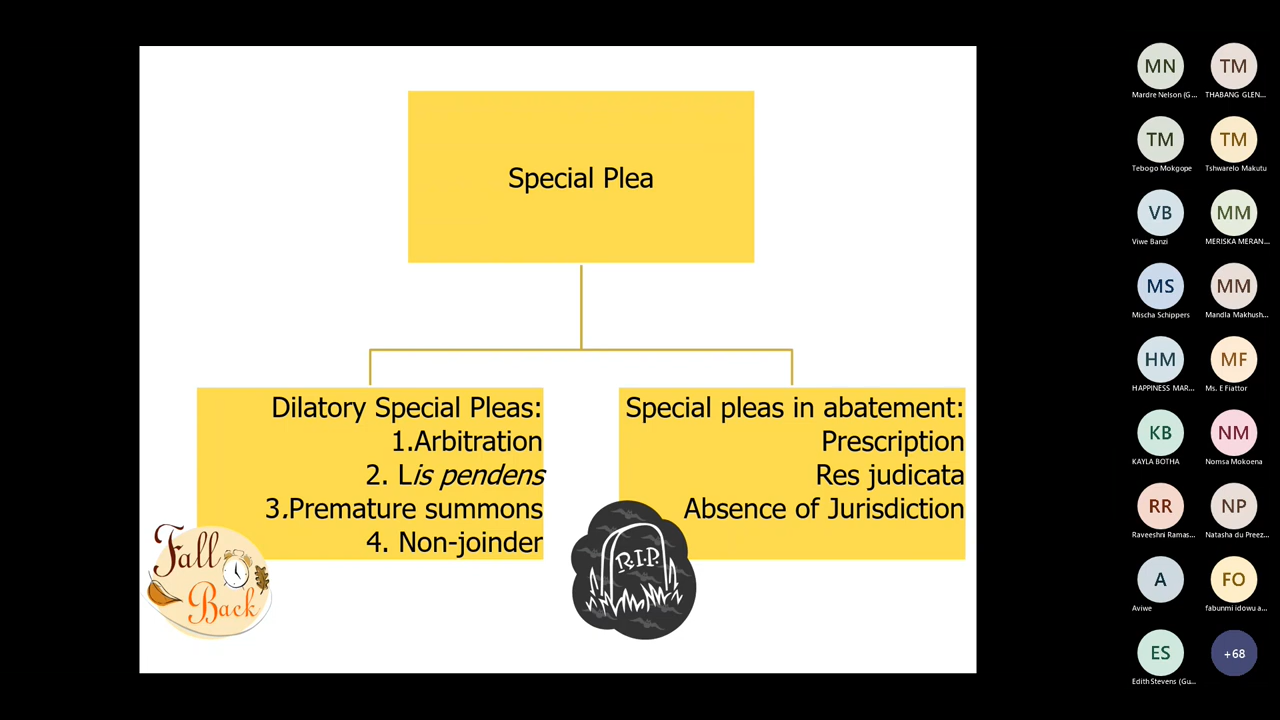 Special Plea
Dilatory Special Pleas:
1.Arbitration
2. Lis pendens
3.Premature summons
4. Non-joinder
Special pleas in abatement:
Prescription
Res judicata
Absence of Jurisdiction
Fall
Back
R.I.P.
MN
Mardre Nelson (G...
TM
THABANG GLEN...
TM
Tebogo Mokgope
TM
Tshwarelo Makutu
VB
Viwe Banzi
MM
MERISKA MERAN...
MS
Mischa Schippers
MM
Mandla Makhush...
HM
HAPPINESS MAR...
MF
Ms. E Fiattor
KB
KAYLA BOTHA
NM
Nomsa Mokoena
RR
Raveeshni Ramas...
NP
Natasha du Preez...
A
Aviwe
FO
fabunmi idowu a...
ES
Edith Stevens (Gu...
+68